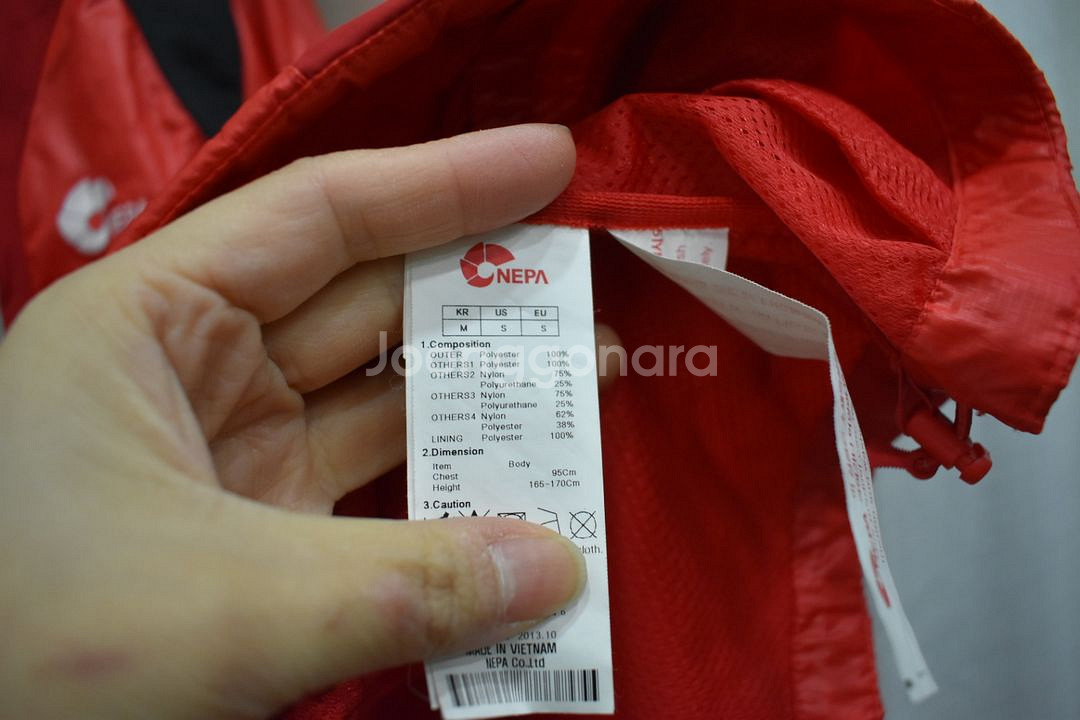 NEPA
KR US EU
M S S
1.Composition
OUTER Polyester 100%
OTHERS1 Polyester 100%
OTHERS2 Nylon 75%
Polyurethane 25%
OTHERS3 Nylon 75%
Polyurethane 25%
OTHERS4 Nylon 62%
Polyester 38%
LINING Polyester 100%
2.Dimension
Item Body
Chest 95Cm
Height 165-170Cm
3.Caution
cloth.
2013.10
MADE IN VIETNAM
NEPA Co.,ltd
Joonggonara